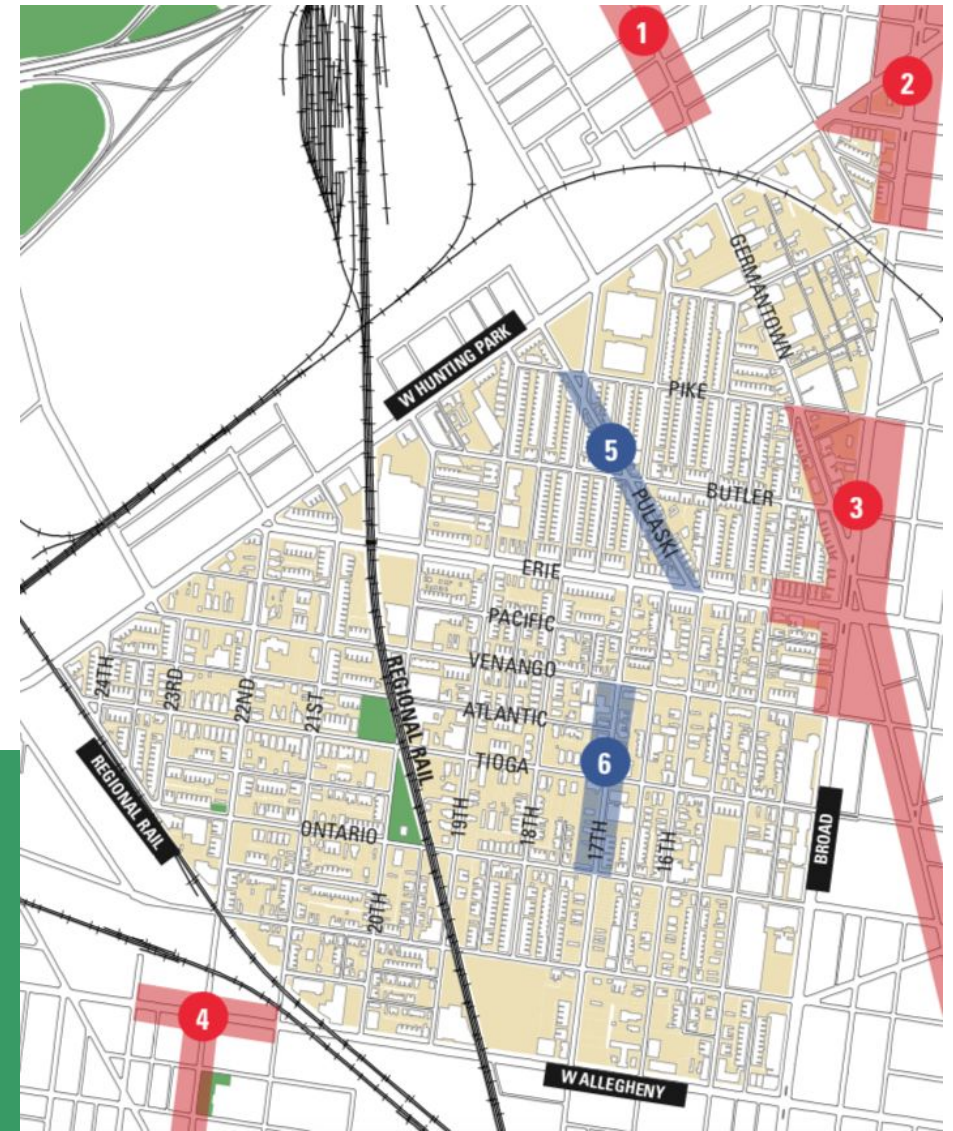 1
2
GERMANTOWN
W HUNTING PARK
PIKE
5
BUTLER
3
PULASKI
ERIE
PACIFIC
VENANGO
24TH
23RD
22ND
21ST
REGIONAL RAIL
ATLANTIC
TIOGA
6
REGIONAL RAIL
19TH
18TH
17TH
16TH
ONTARIO
BROAD
20TH
4
W ALLEGHENY